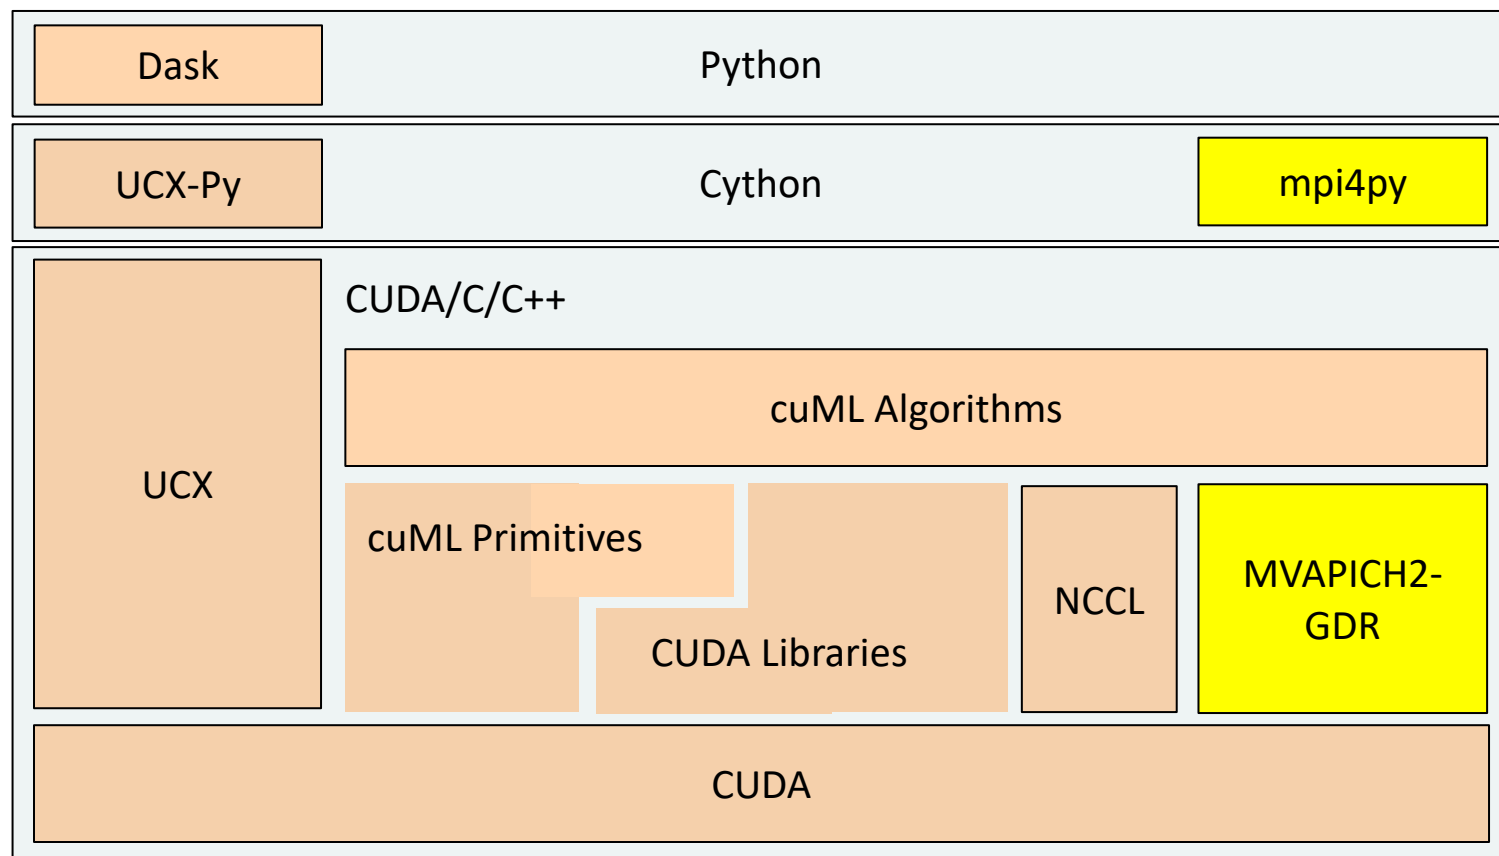 Dask
Python
UCX-Py
Cython
mpi4py
CUDA/C/C++
cuML Algorithms
UCX
cuML Primitives
CUDA Libraries
NCCL
MVAPICH2-
GDR
CUDA